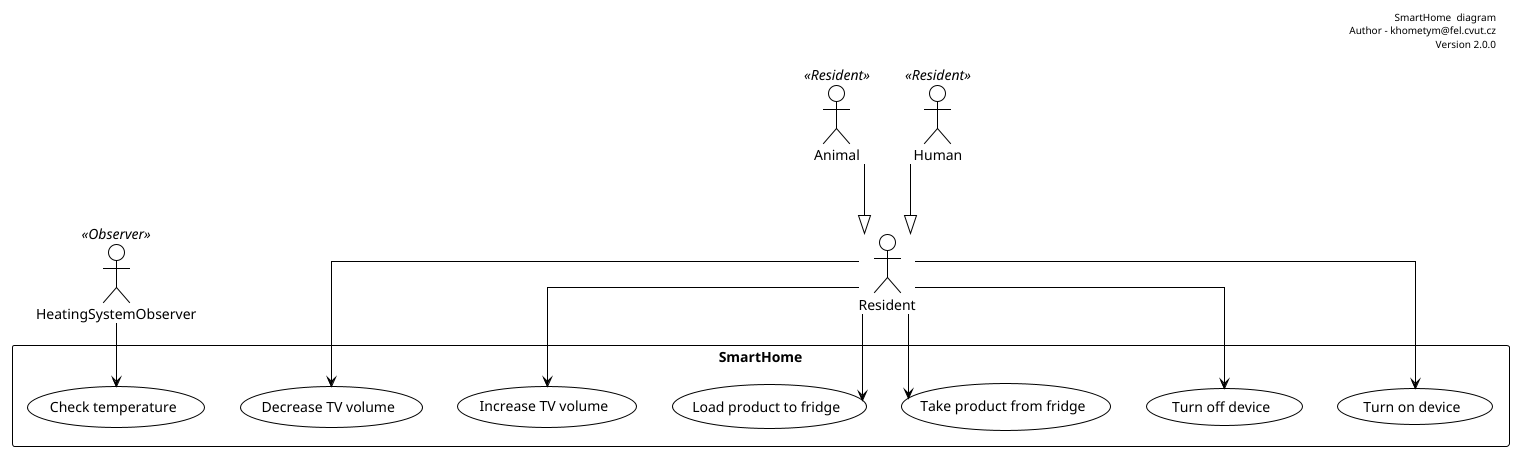 SmartHome  diagram
Author - khometym@fel.cvut.cz
Version 2.0.0
«Resident»
«Resident»
Animal
Human
«Observer»
HeatingSystemObserver
Resident
SmartHome
Check temperature
Decrease TV volume
Increase TV volume
Load product to fridge
Take product from fridge
Turn off device
Turn on device